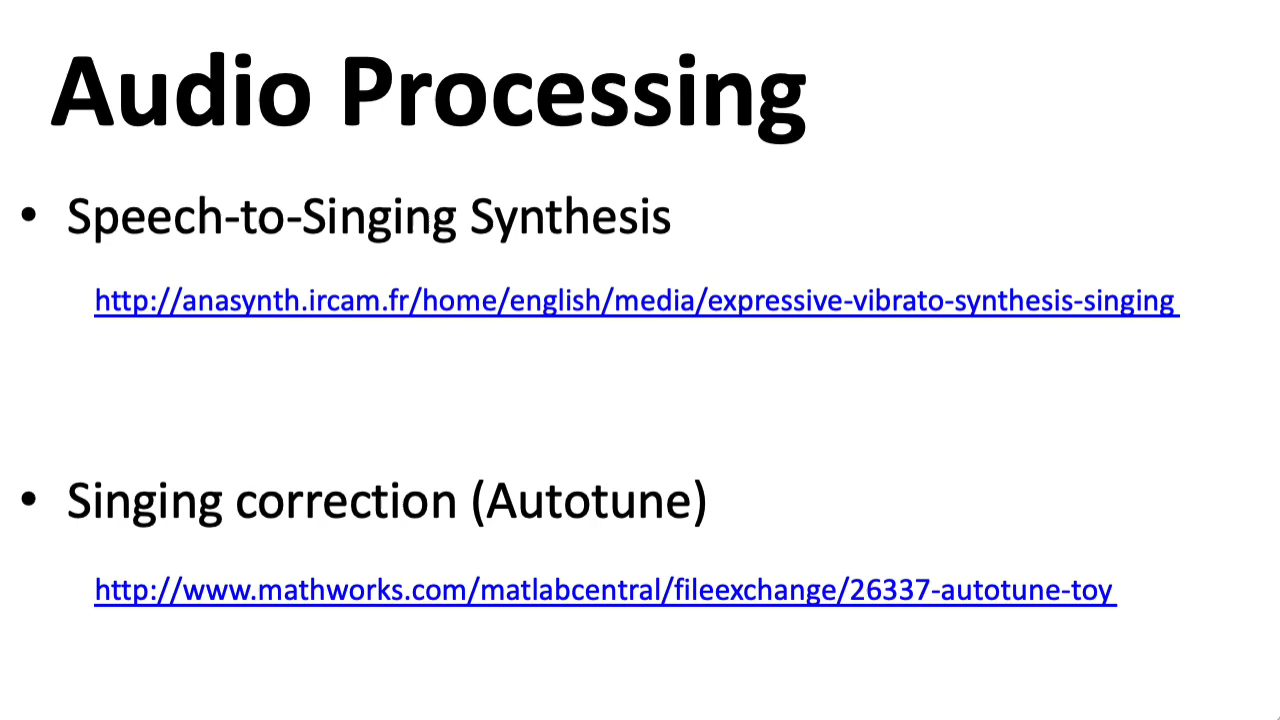 Audio Processing
• Speech-to-Singing Synthesis
http://anasynth.ircam.fr/home/english/media/expressive-vibrato-synthesis-singing
• Singing correction (Autotune)
http://www.mathworks.com/matlabcentral/fileexchange/26337-autotune-toy